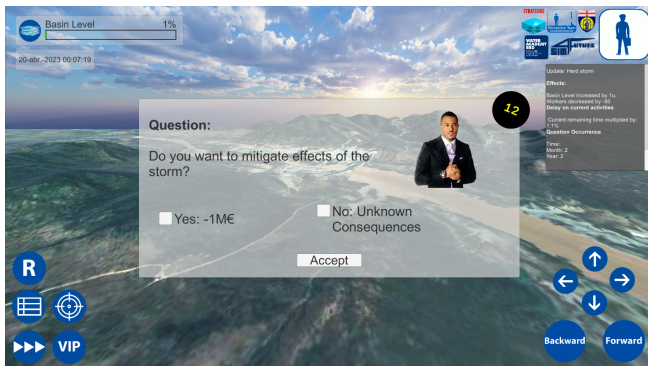 Basin Level 1%
20-abr.-2023 00:07:19
STRATEGOS
Update: Hard storm
Effects:
Basin Level increased by 1u.
Workers decreased by -50
Delay on current activities
Current remaining time multiplied by:
1.1%
Question Occurrence
Time:
Month: 2
Year: 2
12
Question:
Do you want to mitigate effects of the
storm?
Yes: -1M€
No: Unknown
Consequences
Accept
R
VIP
Backward
Forward